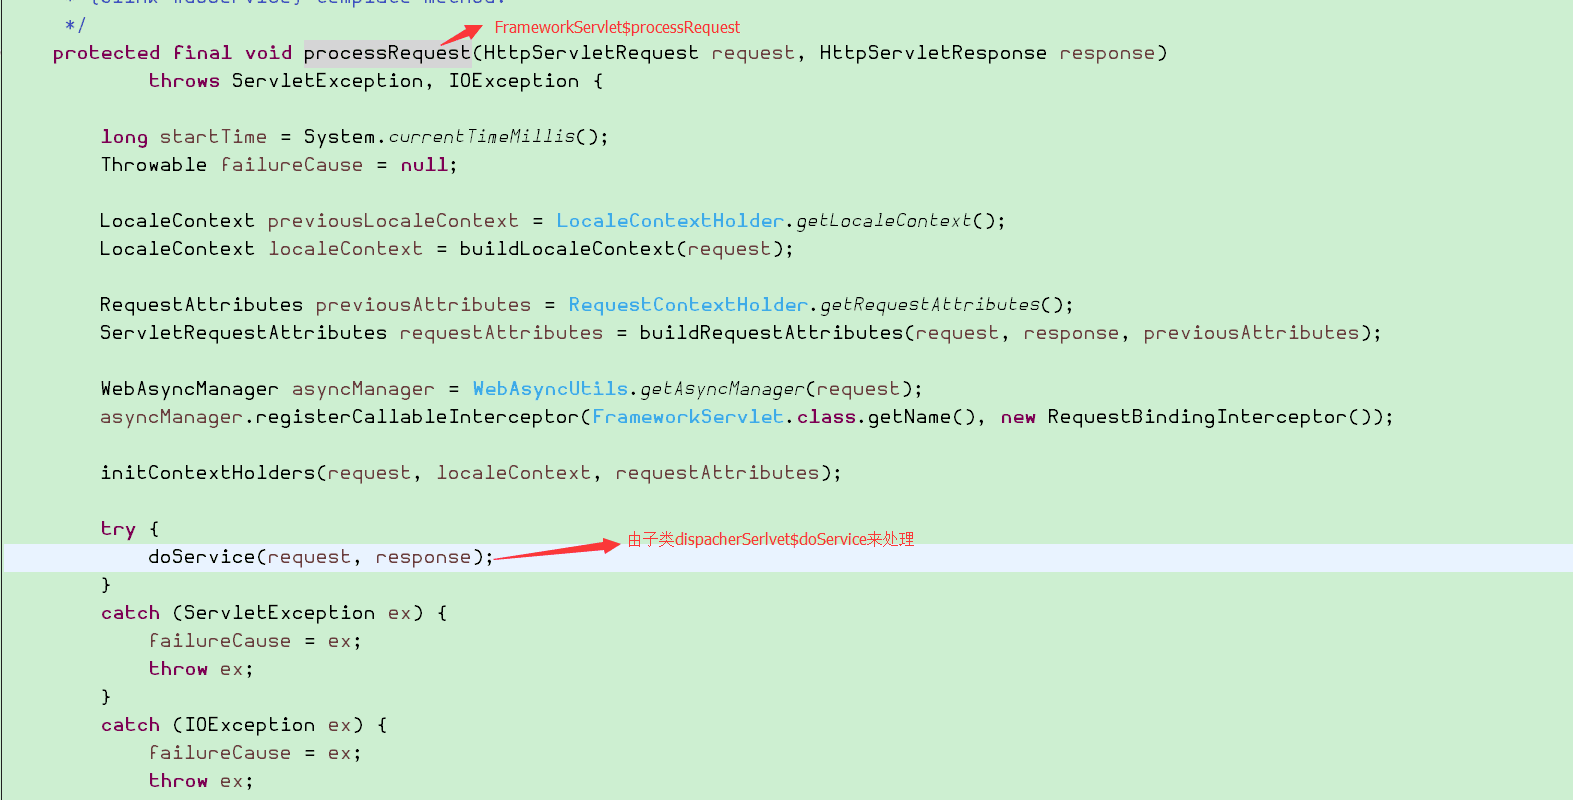 template method.
*/
FrameworkServlet$processRequest
protected final void processRequest(HttpServletRequest request, HttpServletResponse response)
throws ServletException, IOException {
long startTime = System.currentTimeMillis();
Throwable failureCause = null;
LocaleContext previousLocaleContext = LocaleContextHolder.getLocaleContext();
LocaleContext localeContext = buildLocaleContext(request);
RequestAttributes previousAttributes = RequestContextHolder.getRequestAttributes();
ServletRequestAttributes requestAttributes = buildRequestAttributes(request, response, previousAttributes);
WebAsyncManager asyncManager = WebAsyncUtils.getAsyncManager(request);
asyncManager.registerCallableInterceptor(FrameworkServlet.class.getName(), new RequestBindingInterceptor());
initContextHolders(request, localeContext, requestAttributes);
try {
由子类dispacherSerlvet$doService来处理
doService(request, response);
}
catch (ServletException ex) {
failureCause = ex;
throw ex;
}
catch (IOException ex) {
failureCause = ex;
throw ex;